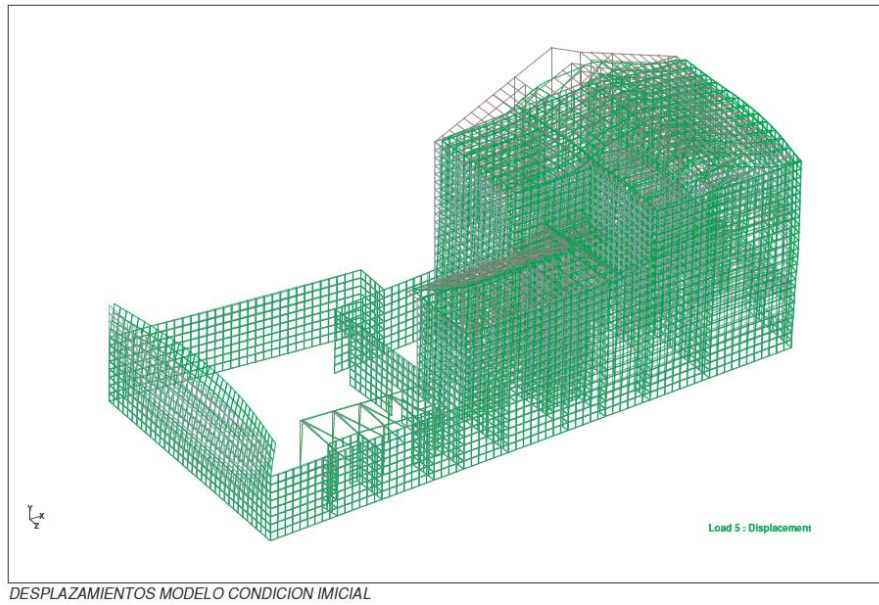 Y
X
Z
Load 5 : Displacement
DESPLAZAMIENTOS MODELO CONDICION IMICIAL